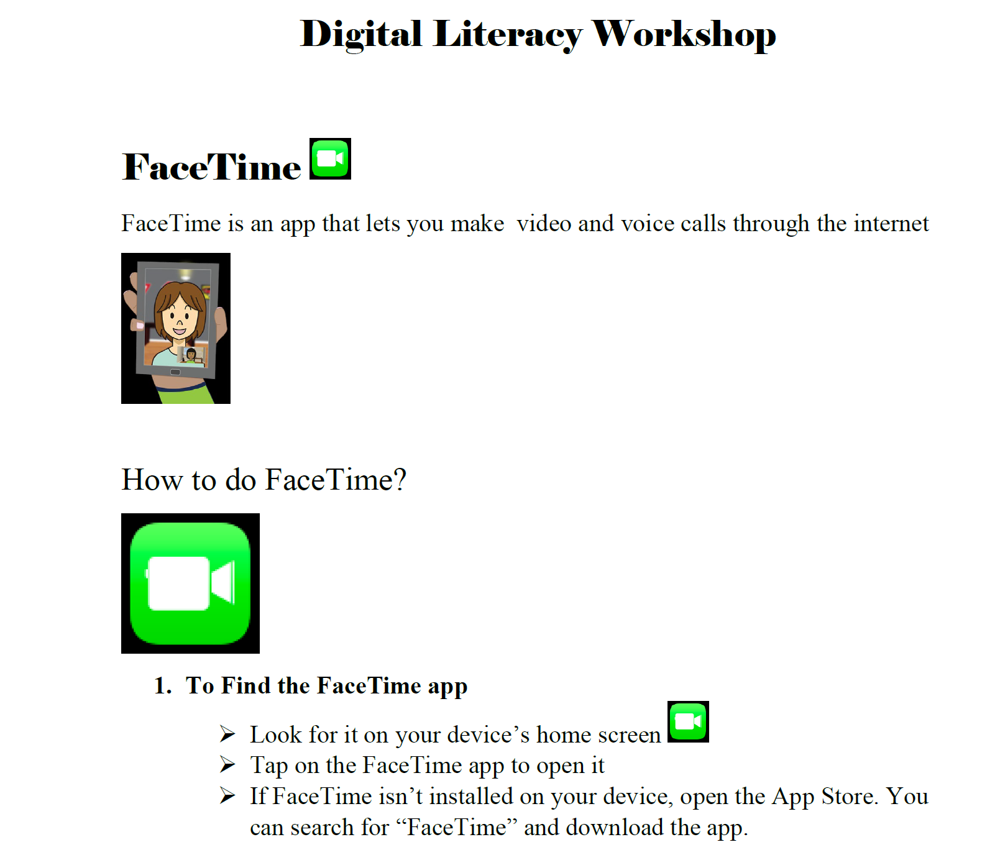 Digital Literacy Workshop
FaceTime
FaceTime is an app that lets you make  video and voice calls through the internet
How to do FaceTime?
1. To Find the FaceTime app
➢ Look for it on your device’s home screen
➢ Tap on the FaceTime app to open it
➢ If FaceTime isn’t installed on your device, open the App Store. You
can search for “FaceTime” and download the app.